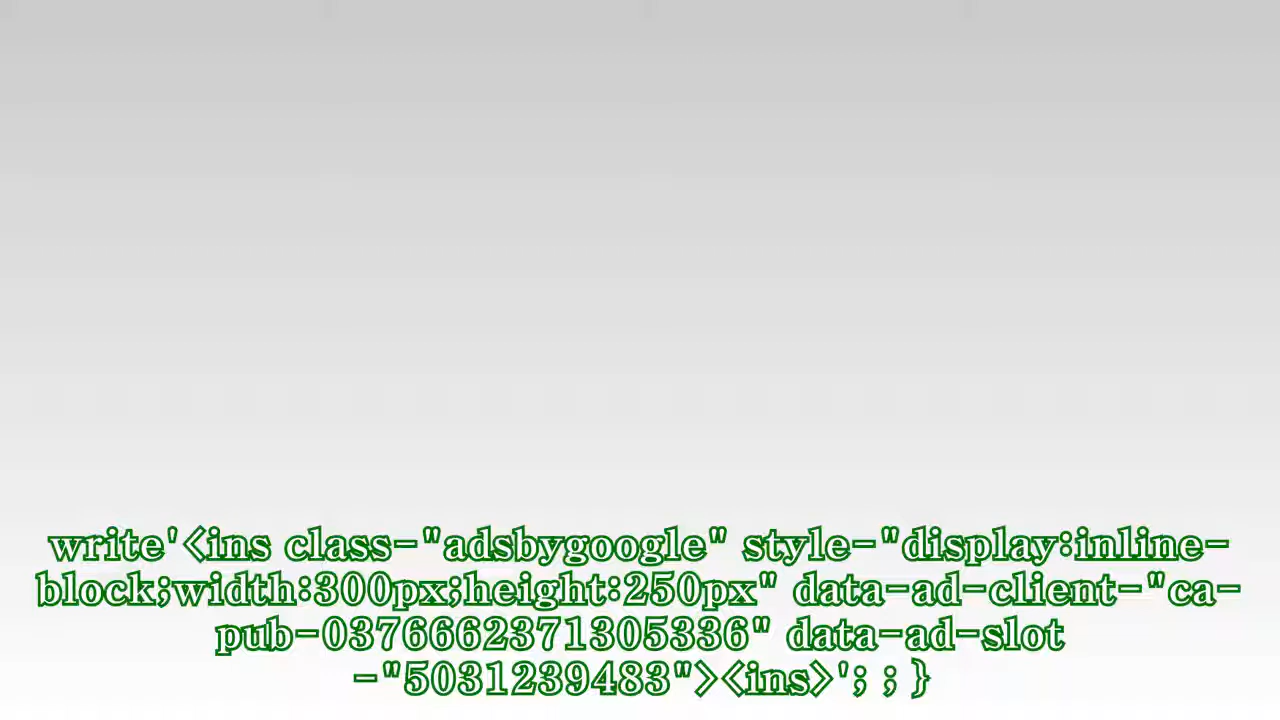 write'<ins class-"adsbygoogle" style-"display:inline-
block;width:300px;height:250px" data-ad-client-"ca-
pub-0376662371305336" data-ad-slot
-"5031239483"><ins>'; ; }